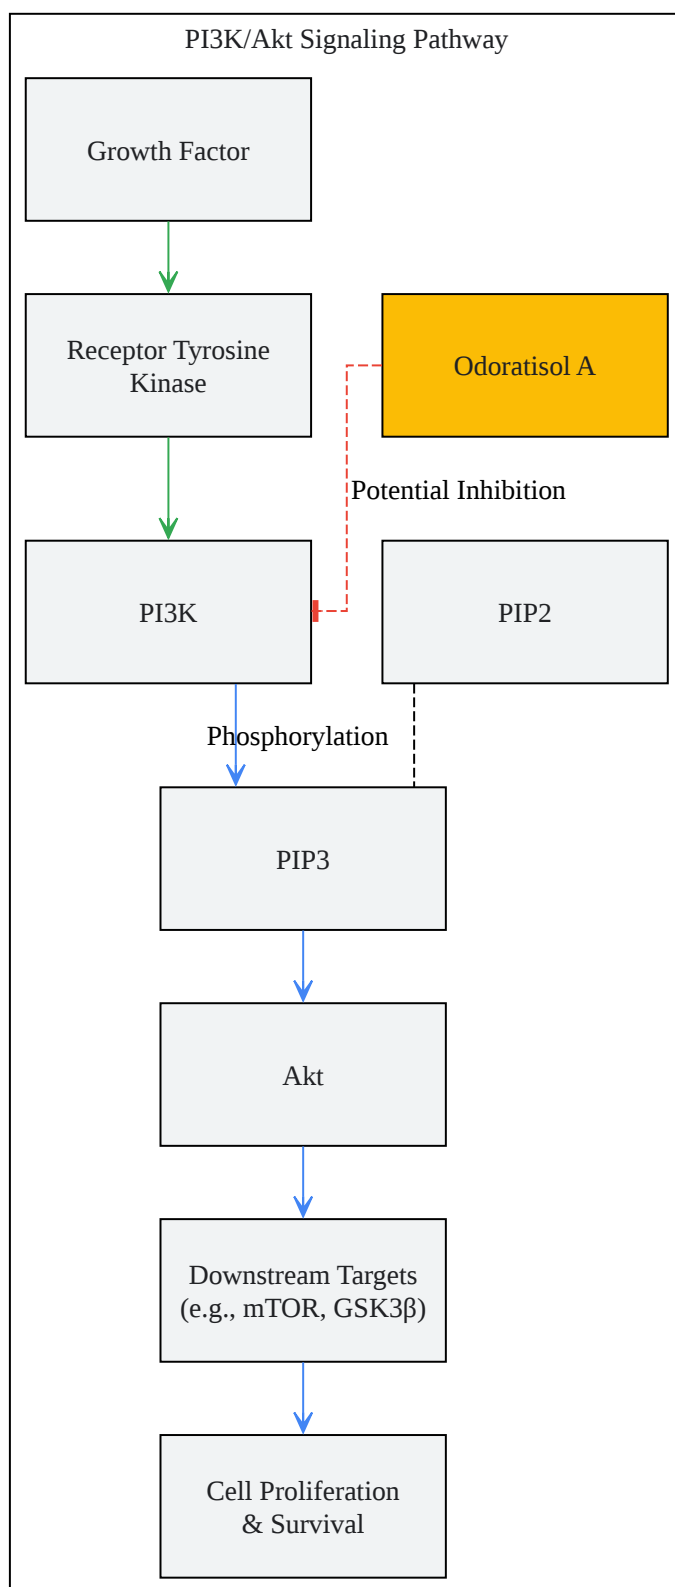 PI3K/Akt Signaling Pathway
Growth Factor
Receptor Tyrosine
Kinase
Odoratisol A
Potential Inhibition
PI3K
PIP2
Phosphorylation
PIP3
Akt
Downstream Targets
(e.g., mTOR, GSK3β)
Cell Proliferation
& Survival